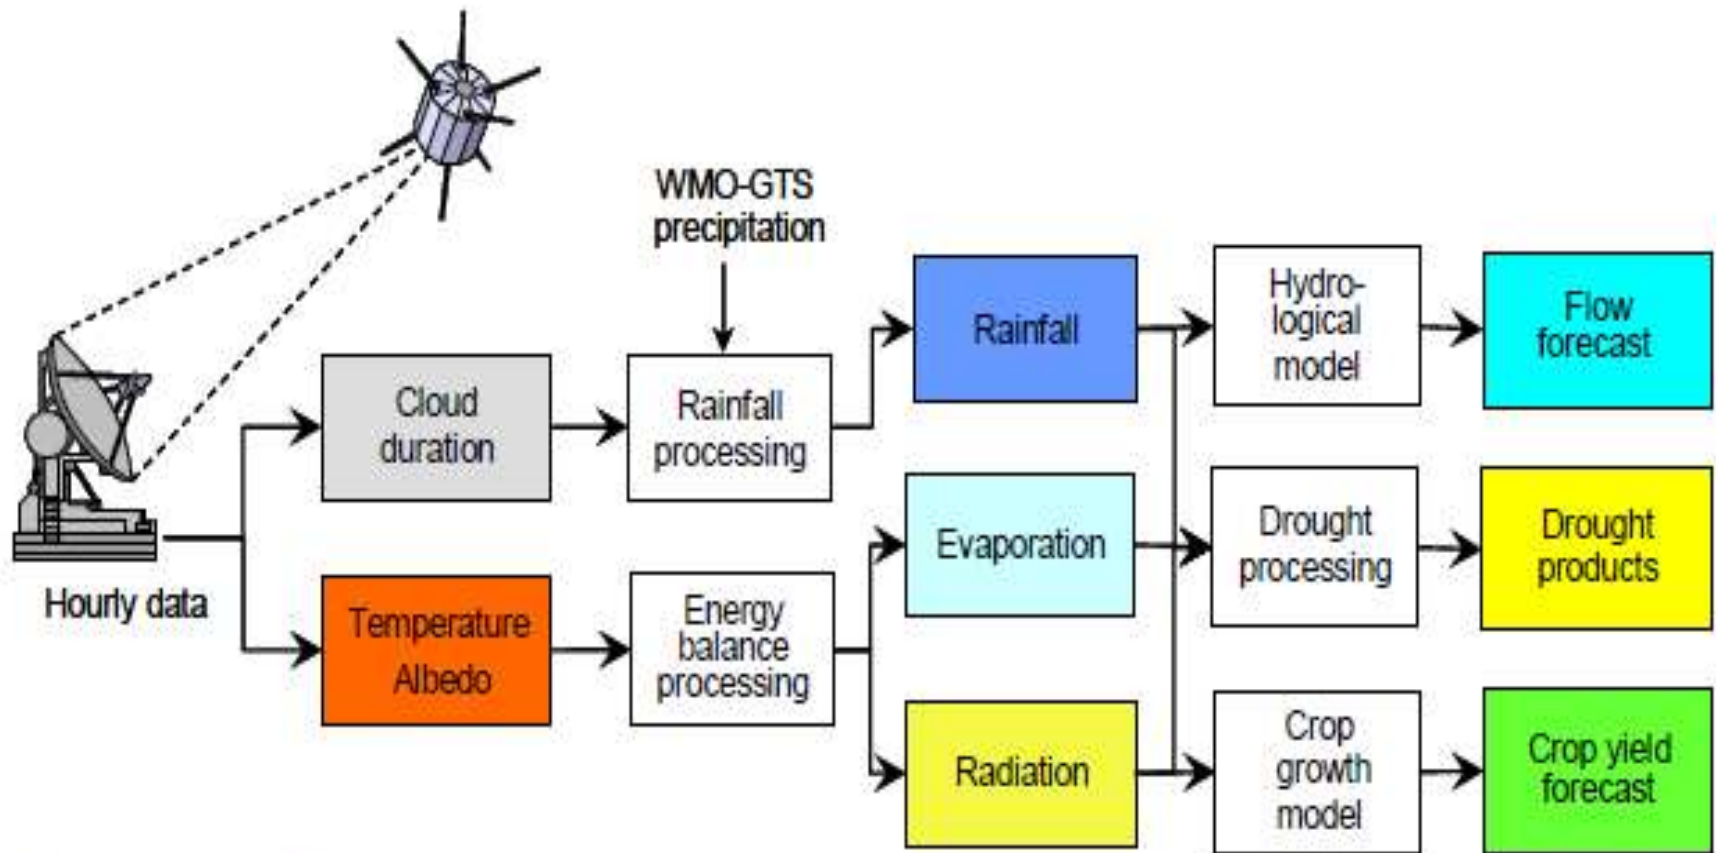 WMO-GTS
precipitation
Hourly data
Cloud
duration
Temperature
Albedo
Rainfall
processing
Energy
balance
processing
Rainfall
Evaporation
Radiation
Hydro-
logical
model
Drought
processing
Crop
growth
model
Flow
forecast
Drought
products
Crop yield
forecast